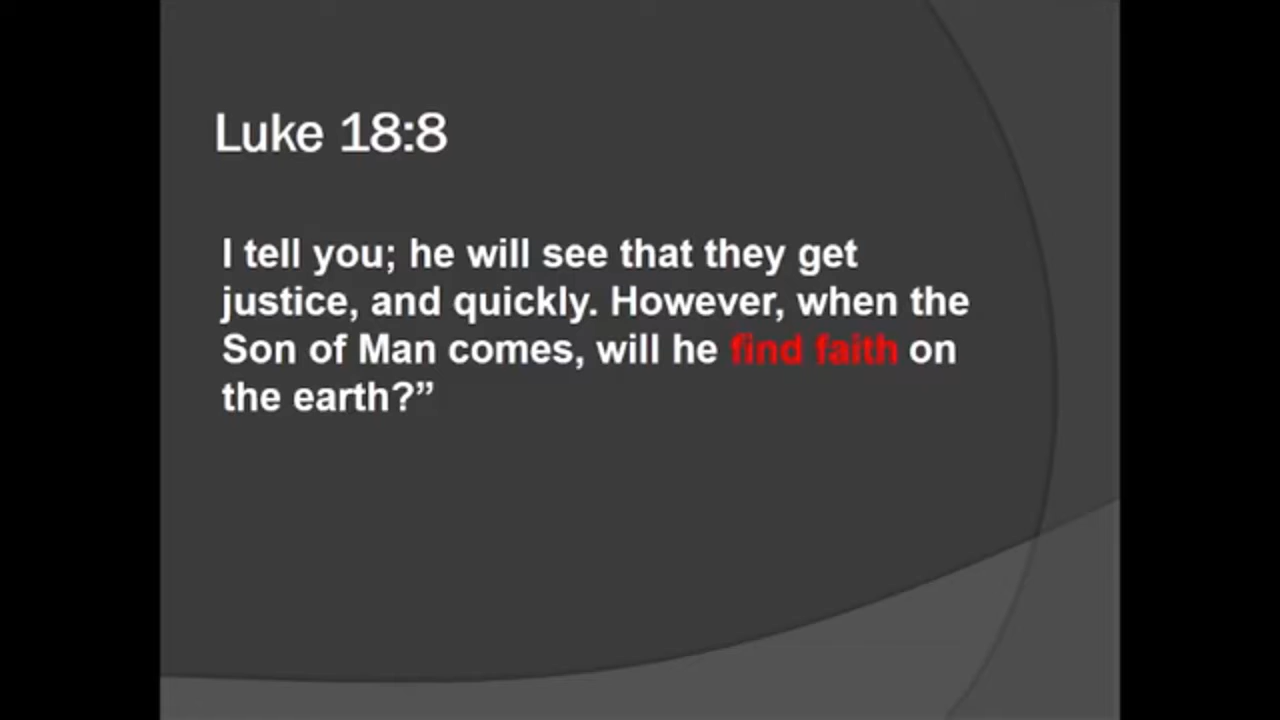 Luke 18:8
I tell you; he will see that they get
justice, and quickly. However, when the
Son of Man comes, will he find faith on
the earth?”